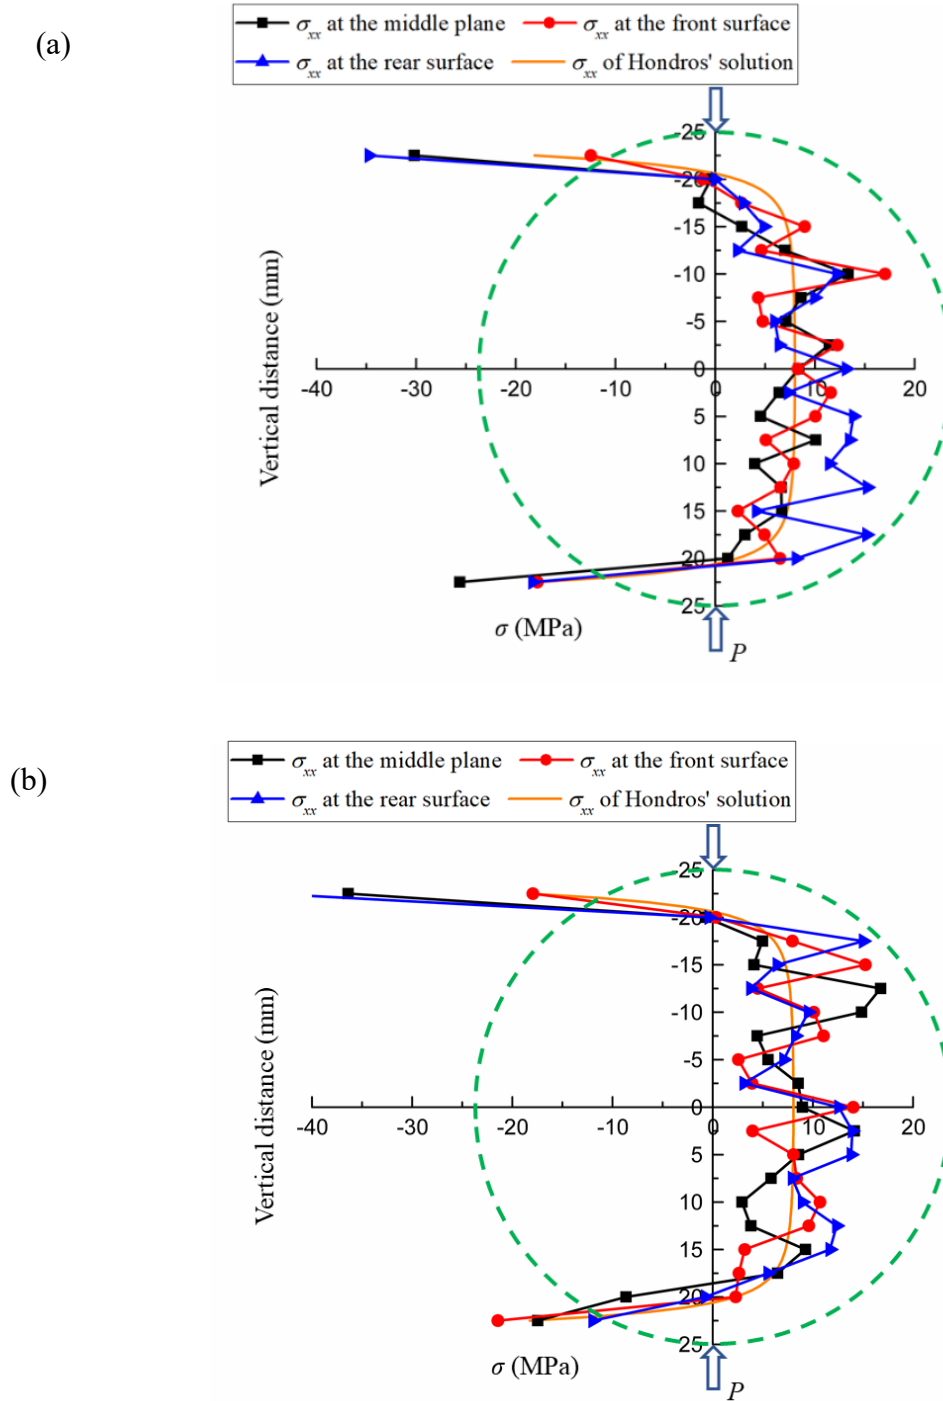 (a)
σxx at the middle plane σxx at the front surface
σxx at the rear surface σxx of Hondros' solution
-25
-20
-15
-10
-5
0
-40 -30 -20 -10 0 10 20
5
10
15
20
25
Vertical distance (mm)
σ (MPa)
P
(b)
σxx at the middle plane σxx at the front surface
σxx at the rear surface σxx of Hondros' solution
-25
-20
-15
-10
-5
0
-40 -30 -20 -10 0 10 20
5
10
15
20
25
Vertical distance (mm)
σ (MPa)
P